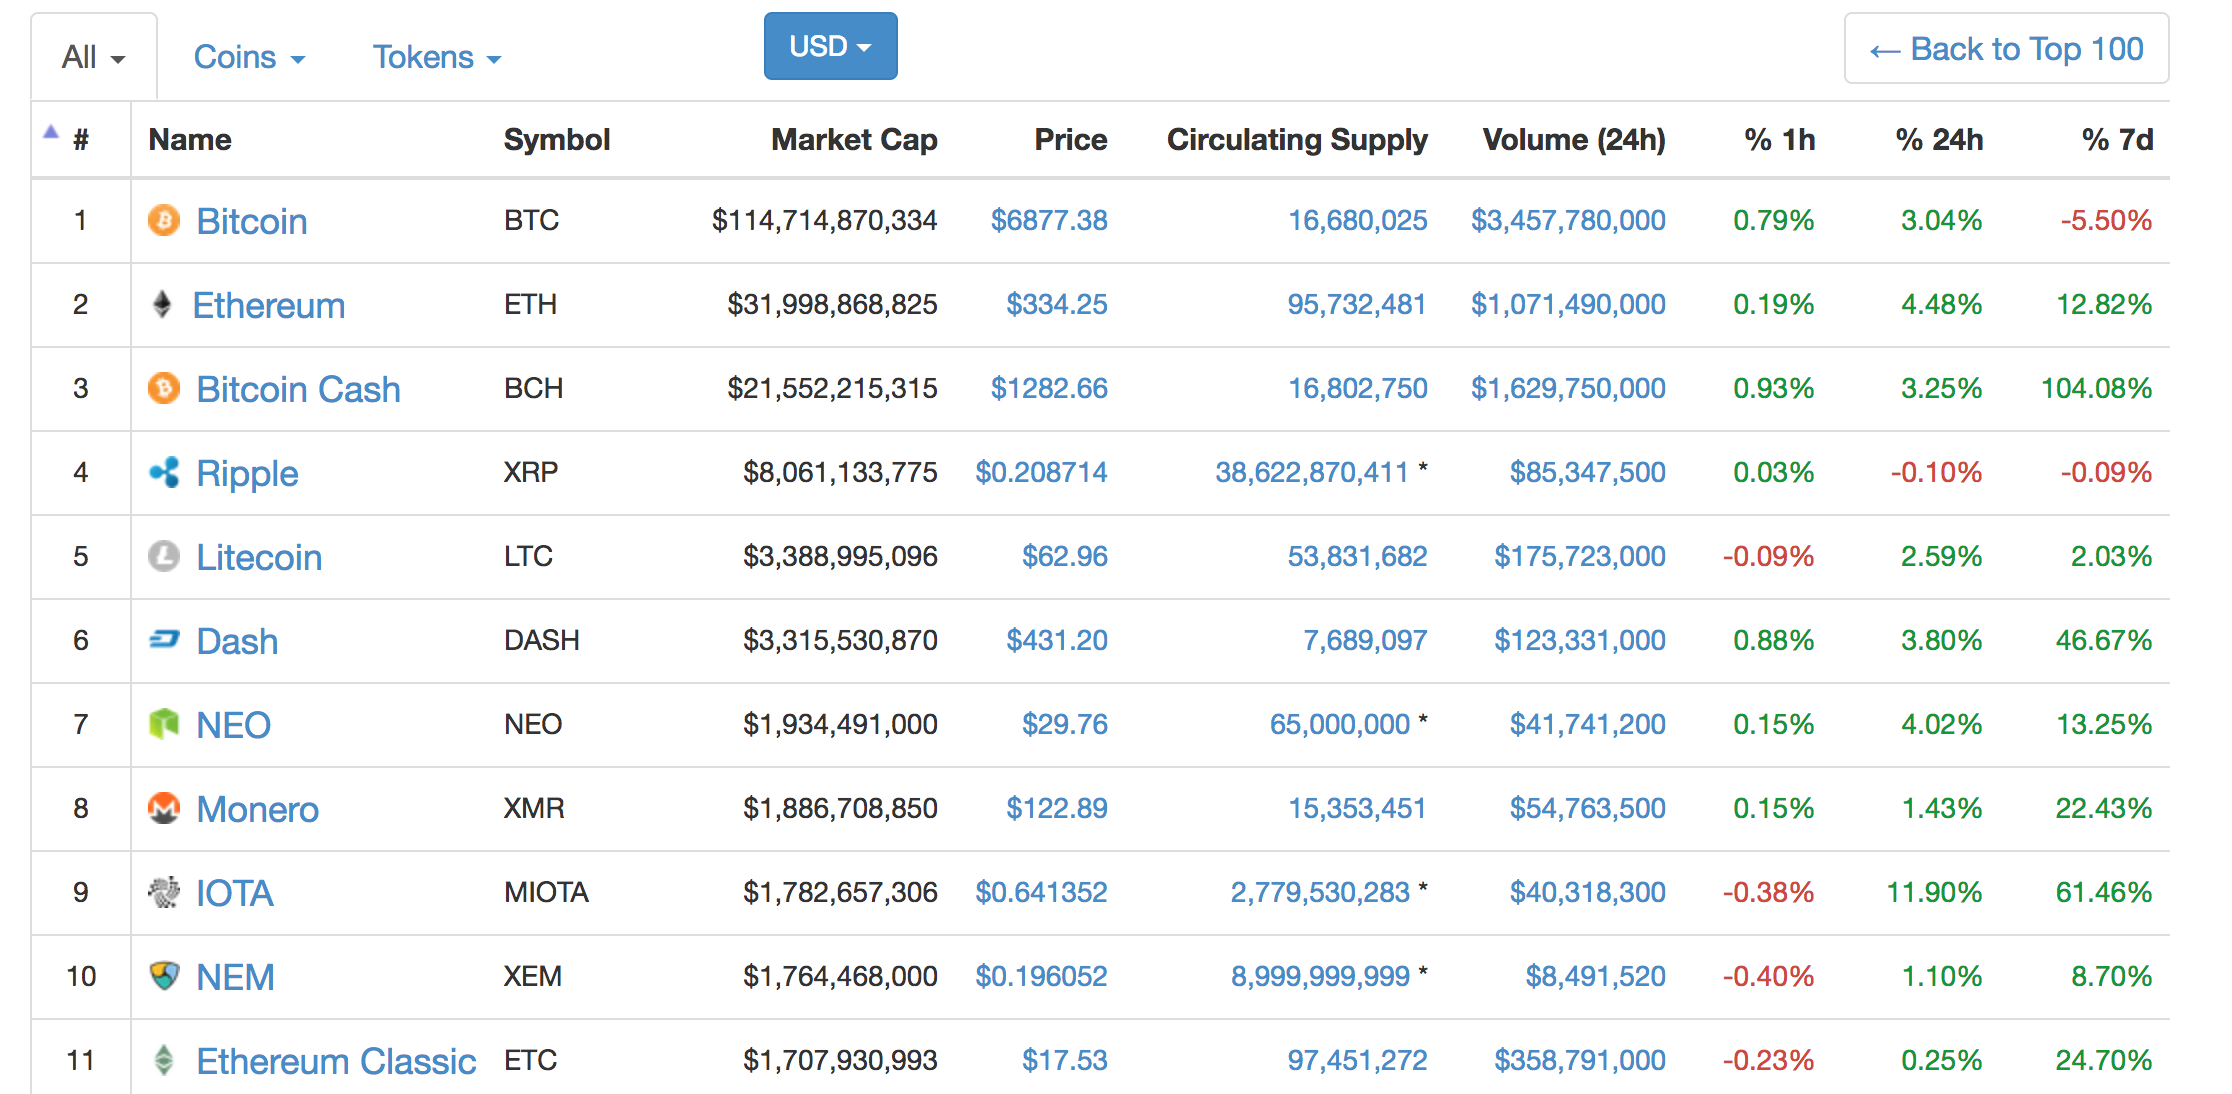 All Coins Tokens USD ← Back to Top 100
# Name Symbol Market Cap Price Circulating Supply Volume (24h) % 1h % 24h % 7d
1 Bitcoin BTC $114,714,870,334 $6877.38 16,680,025 $3,457,780,000 0.79% 3.04% -5.50%
2 Ethereum ETH $31,998,868,825 $334.25 95,732,481 $1,071,490,000 0.19% 4.48% 12.82%
3 Bitcoin Cash BCH $21,552,215,315 $1282.66 16,802,750 $1,629,750,000 0.93% 3.25% 104.08%
4 Ripple XRP $8,061,133,775 $0.208714 38,622,870,411 * $85,347,500 0.03% -0.10% -0.09%
5 Litecoin LTC $3,388,995,096 $62.96 53,831,682 $175,723,000 -0.09% 2.59% 2.03%
6 Dash DASH $3,315,530,870 $431.20 7,689,097 $123,331,000 0.88% 3.80% 46.67%
7 NEO NEO $1,934,491,000 $29.76 65,000,000 * $41,741,200 0.15% 4.02% 13.25%
8 Monero XMR $1,886,708,850 $122.89 15,353,451 $54,763,500 0.15% 1.43% 22.43%
9 IOTA MIOTA $1,782,657,306 $0.641352 2,779,530,283 * $40,318,300 -0.38% 11.90% 61.46%
10 NEM XEM $1,764,468,000 $0.196052 8,999,999,999 * $8,491,520 -0.40% 1.10% 8.70%
11 Ethereum Classic ETC $1,707,930,993 $17.53 97,451,272 $358,791,000 -0.23% 0.25% 24.70%